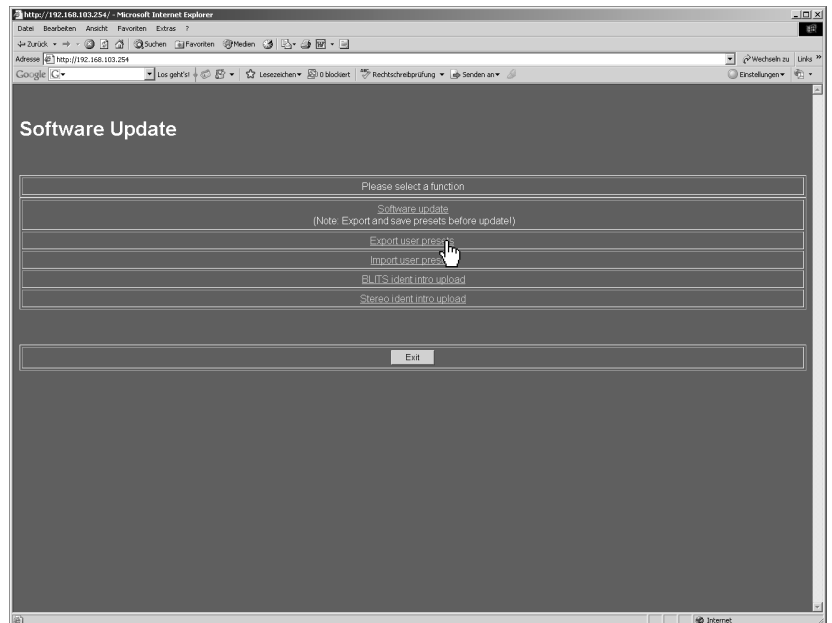 http://192.168.103.254/ - Microsoft Internet Explorer
Datei Bearbeiten Ansicht Favoriten Extras ?
Zurück Suchen Favoriten Medien
Adresse http://192.168.103.254 Wechseln zu Links »
Google G Los geht's! Lesezeichen 0 blockiert ABC Rechtschreibprüfung Senden an Einstellungen
Software Update
Please select a function
Software update
(Note: Export and save presets before update!)
Export user presets
Import user prese
BLITS ident intro upload
Stereo ident intro upload
Exit
Internet